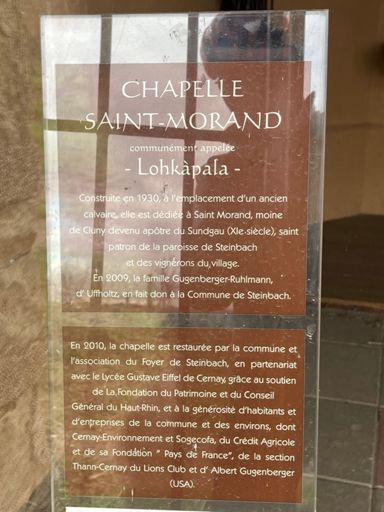 CHAPELLE
SAINT-MORAND
communément appelée
- Lohkàpala -
Construite en 1930, à l'emplacement d'un ancien
calvaire, elle est dédiée à Saint Morand, moine
de Cluny devenu apôtre du Sundgau (XIe siècle), saint
patron de la paroisse de Steinbach
et des vignerons du village.
En 2009, la famille Gugenberger-Ruhlmann,
d' Uffholtz, en fait don à la Commune de Steinbach.
En 2010, la chapelle est restaurée par la commune et
l'association du Foyer de Steinbach, en partenariat
avec le Lycée Gustave Eiffel de Cernay, grâce au soutien
de La Fondation du Patrimoine et du Conseil
Général du Haut-Rhin, et à la générosité d'habitants et
d'entreprises de la commune et des environs, dont
Cernay-Environnement et Sogecofa, du Crédit Agricole
et de sa Fondation " Pays de France", de la section
Thann-Cernay du Lions Club et d' Albert Gugenberger
(USA).